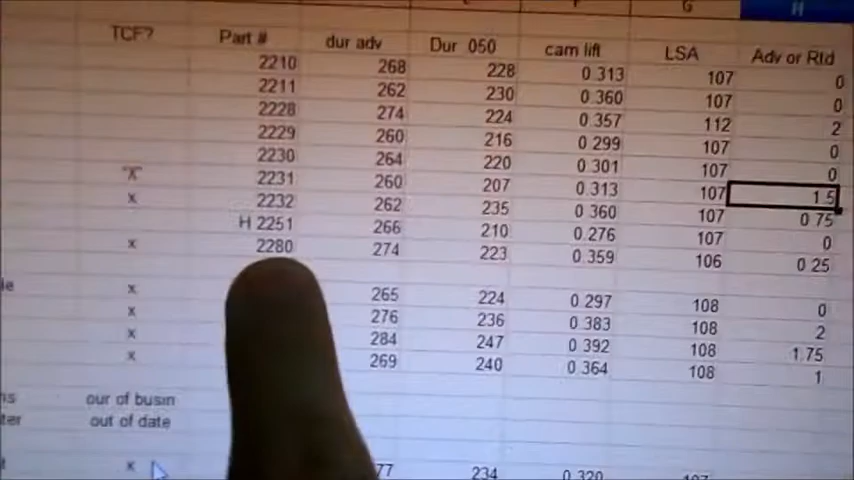 G H
TCF? Part # dur adv Dur 050 cam lift LSA Adv or Rtd
2210 268 228 0 313 107 0
2211 262 230 0.360 107 0
2228 274 224 0.357 112 2
2229 260 216 0.299 107 0
2230 264 220 0.301 107 0
"X" 2231 260 207 0.313 107 1.5
x 2232 262 235 0.360 107 0 75
H 2251 266 210 0.276 107 0
x 2280 274 223 0.359 106 0 25
x 265 224 0.297 108 0
x 276 236 0.383 108 2
x 284 247 0.392 108 1.75
x 269 240 0.364 108 1
our of busin
out of date
x 77 234 0.320 107